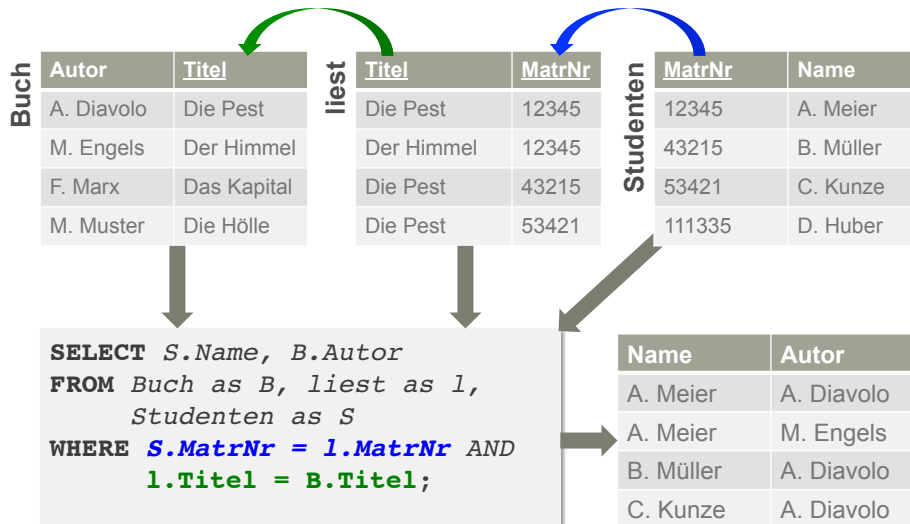 Buch
Autor Titel
A. Diavolo Die Pest
M. Engels Der Himmel
F. Marx Das Kapital
M. Muster Die Hölle
liest
Titel MatrNr
Die Pest 12345
Der Himmel 12345
Die Pest 43215
Die Pest 53421
Studenten
MatrNr Name
12345 A. Meier
43215 B. Müller
53421 C. Kunze
111335 D. Huber
SELECT S.Name, B.Autor
FROM Buch as B, liest as l,
Studenten as S
WHERE S.MatrNr = l.MatrNr AND
l.Titel = B.Titel;
Name Autor
A. Meier A. Diavolo
A. Meier M. Engels
B. Müller A. Diavolo
C. Kunze A. Diavolo